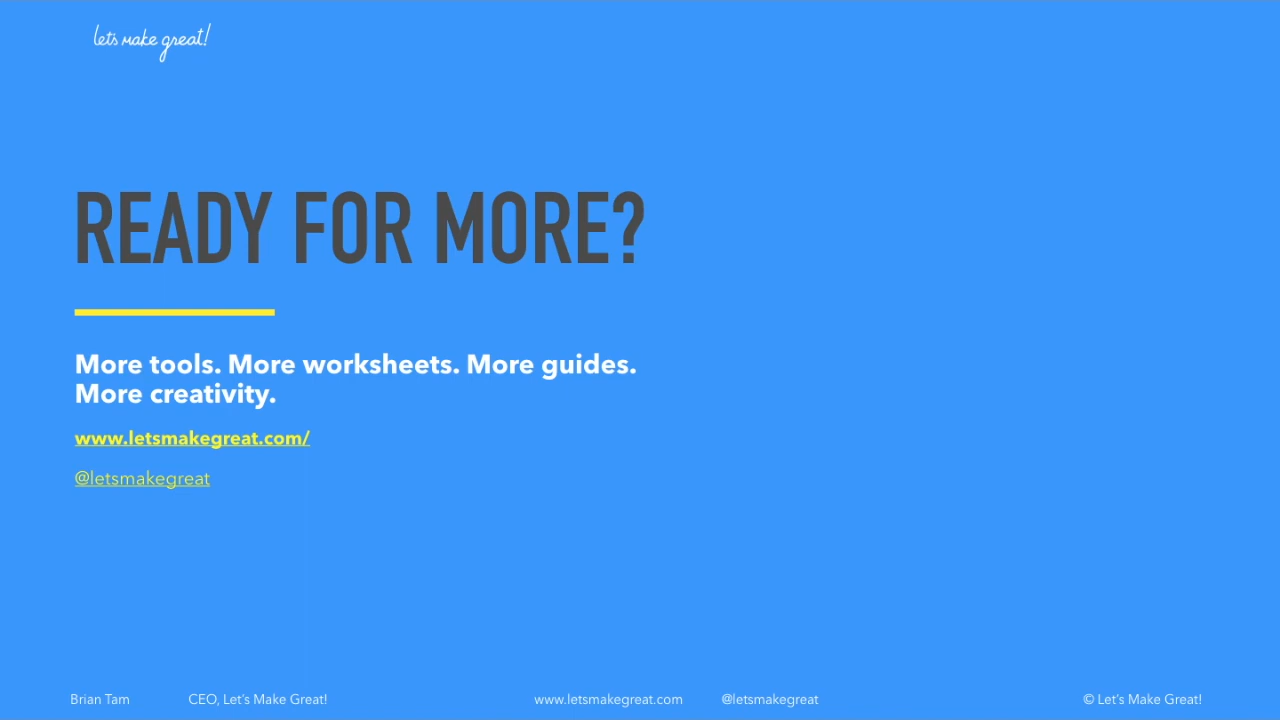 let's make great!
READY FOR MORE?
More tools. More worksheets. More guides.
More creativity.
www.letsmakegreat.com/
@letsmakegreat
Brian Tam CEO, Let's Make Great! www.letsmakegreat.com @letsmakegreat © Let's Make Great!